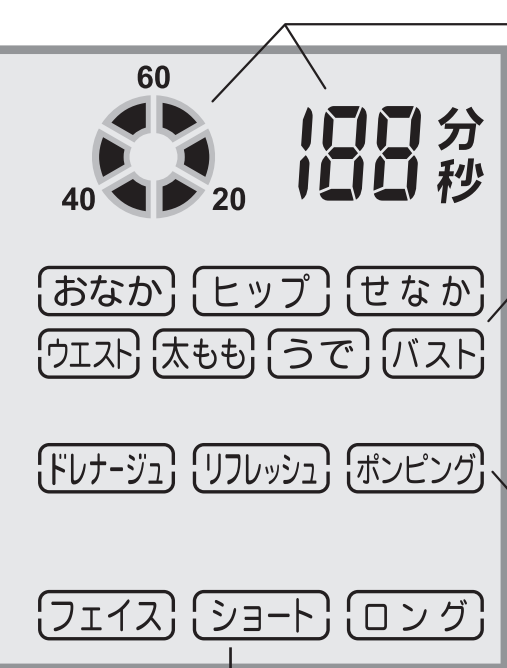 60
40
20
188
分
秒
おなか ヒップ せなか
ウエスト 太もも うで バスト
ドレナージュ リフレッシュ ポンピング
フェイス ショート ロング